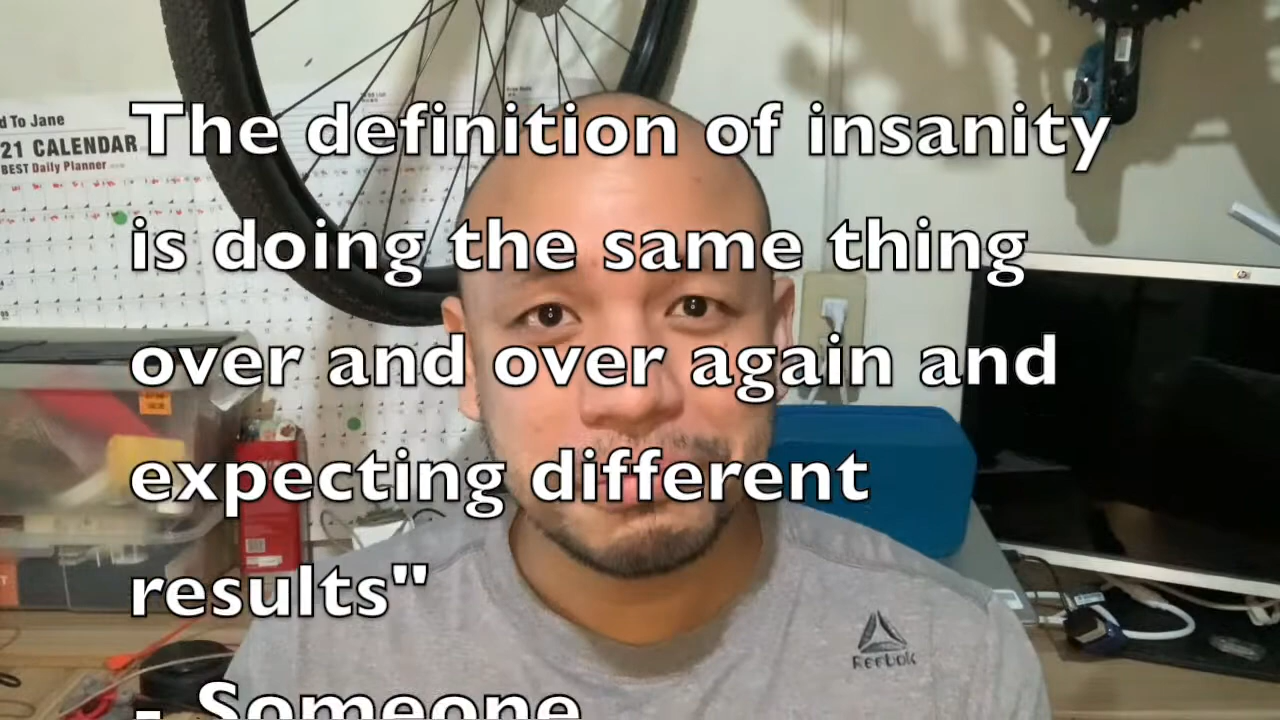 The definition of insanity
is doing the same thing
over and over again and
expecting different
results"
- Someone
d To Jane
21 CALENDAR
BEST Daily Planner
Reebok
hp